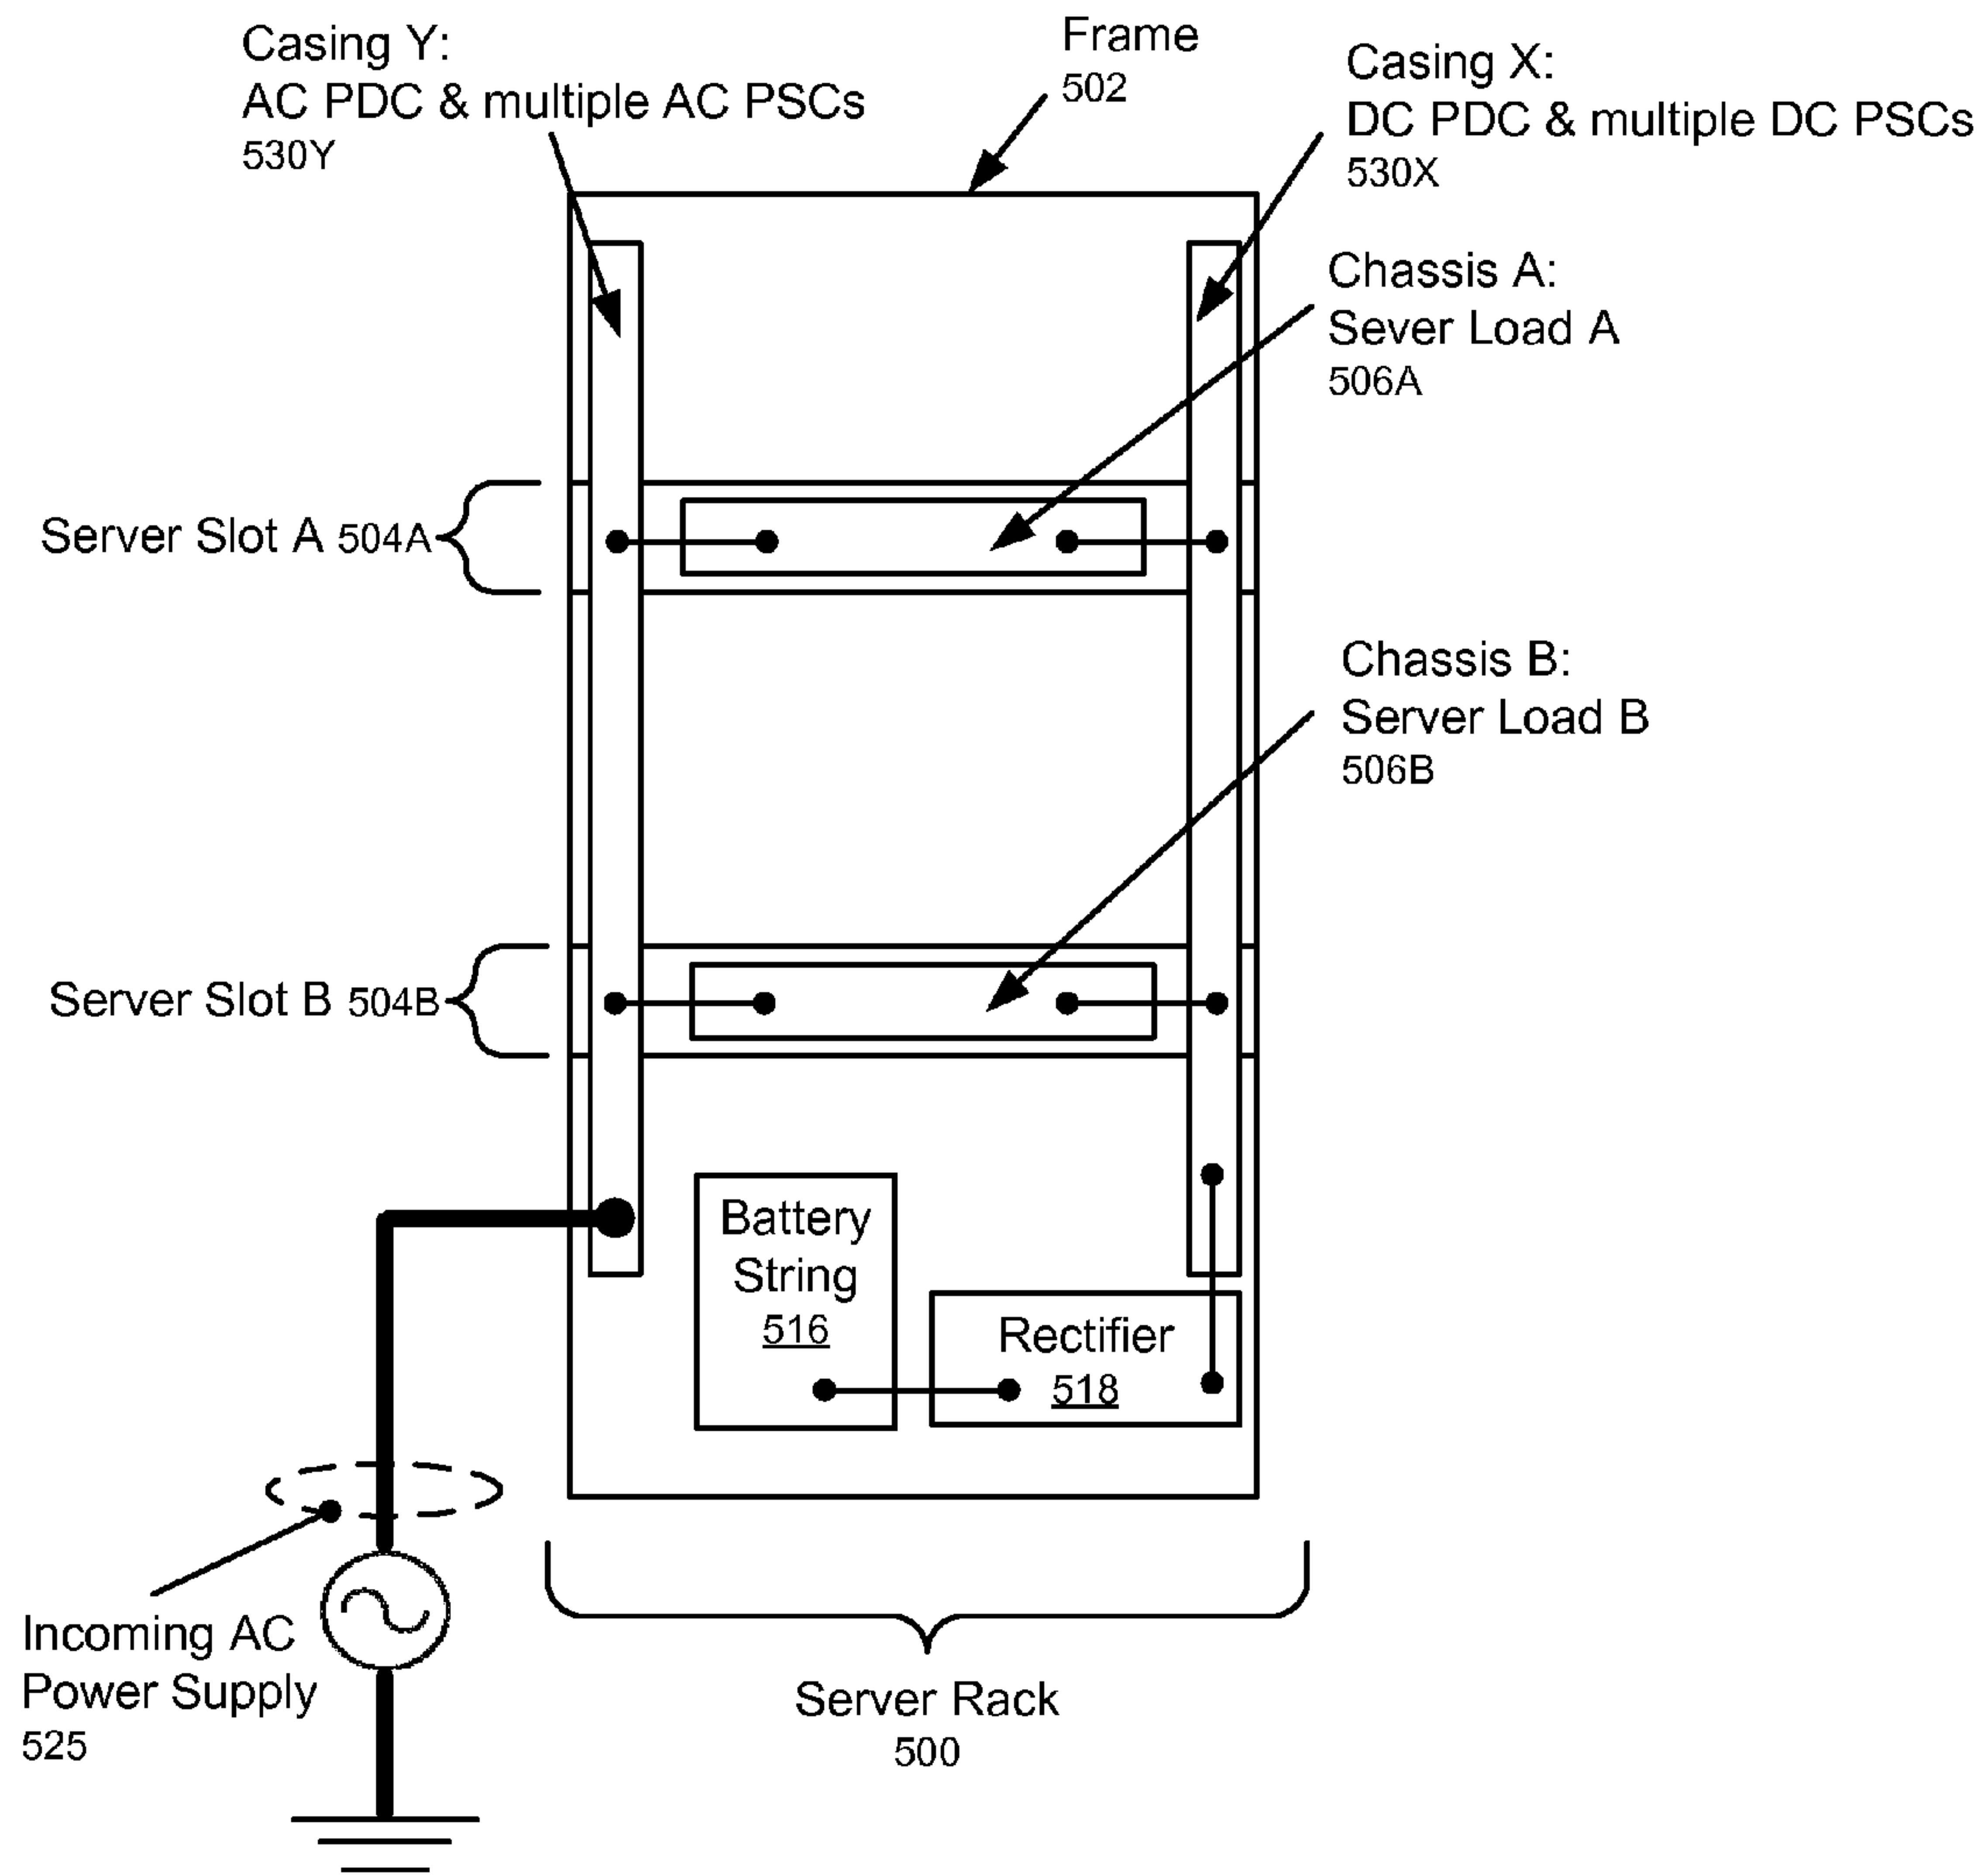 Casing Y:
AC PDC & multiple AC PSCs
530Y
Frame
502
Casing X:
DC PDC & multiple DC PSCs
530X
Chassis A:
Sever Load A
506A
Server Slot A 504A
Chassis B:
Server Load B
506B
Server Slot B 504B
Battery
String
516
Rectifier
518
Incoming AC
Power Supply
525
Server Rack
500